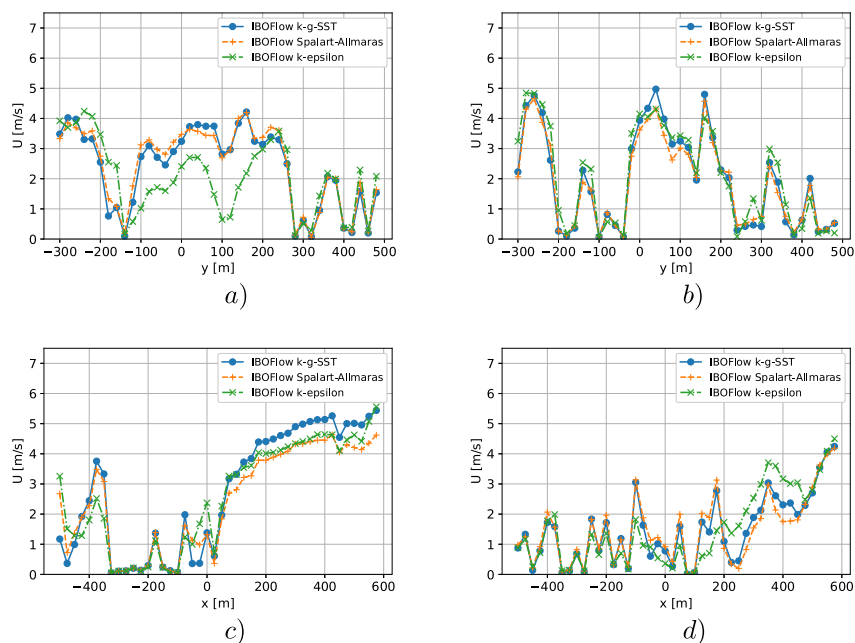 7
6
5
4
3
2
1
0
U [m/s]
IBOFlow k-g-SST
IBOFlow Spalart-Allmaras
IBOFlow k-epsilon
−300 −200 −100 0 100 200 300 400 500
y [m]
a)
7
6
5
4
3
2
1
0
U [m/s]
IBOFlow k-g-SST
IBOFlow Spalart-Allmaras
IBOFlow k-epsilon
−300 −200 −100 0 100 200 300 400 500
y [m]
b)
7
6
5
4
3
2
1
0
U [m/s]
IBOFlow k-g-SST
IBOFlow Spalart-Allmaras
IBOFlow k-epsilon
−400 −200 0 200 400 600
x [m]
c)
7
6
5
4
3
2
1
0
U [m/s]
IBOFlow k-g-SST
IBOFlow Spalart-Allmaras
IBOFlow k-epsilon
−400 −200 0 200 400 600
x [m]
d)